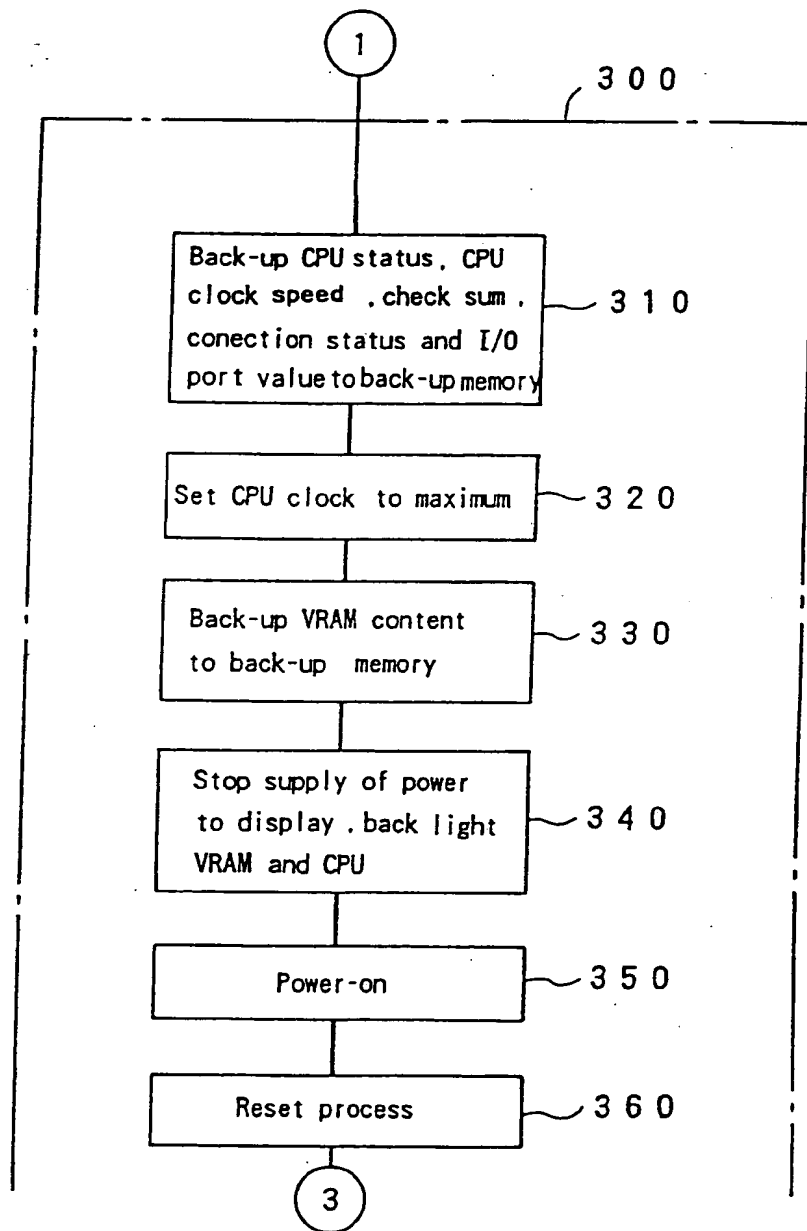 1
300
Back-up CPU status, CPU
clock speed , check sum ,
conection status and I/O
port value to back-up memory
310
Set CPU clock to maximum
320
Back-up VRAM content
to back-up memory
330
Stop supply of power
to display , back light
VRAM and CPU
340
Power-on
350
Reset process
360
3